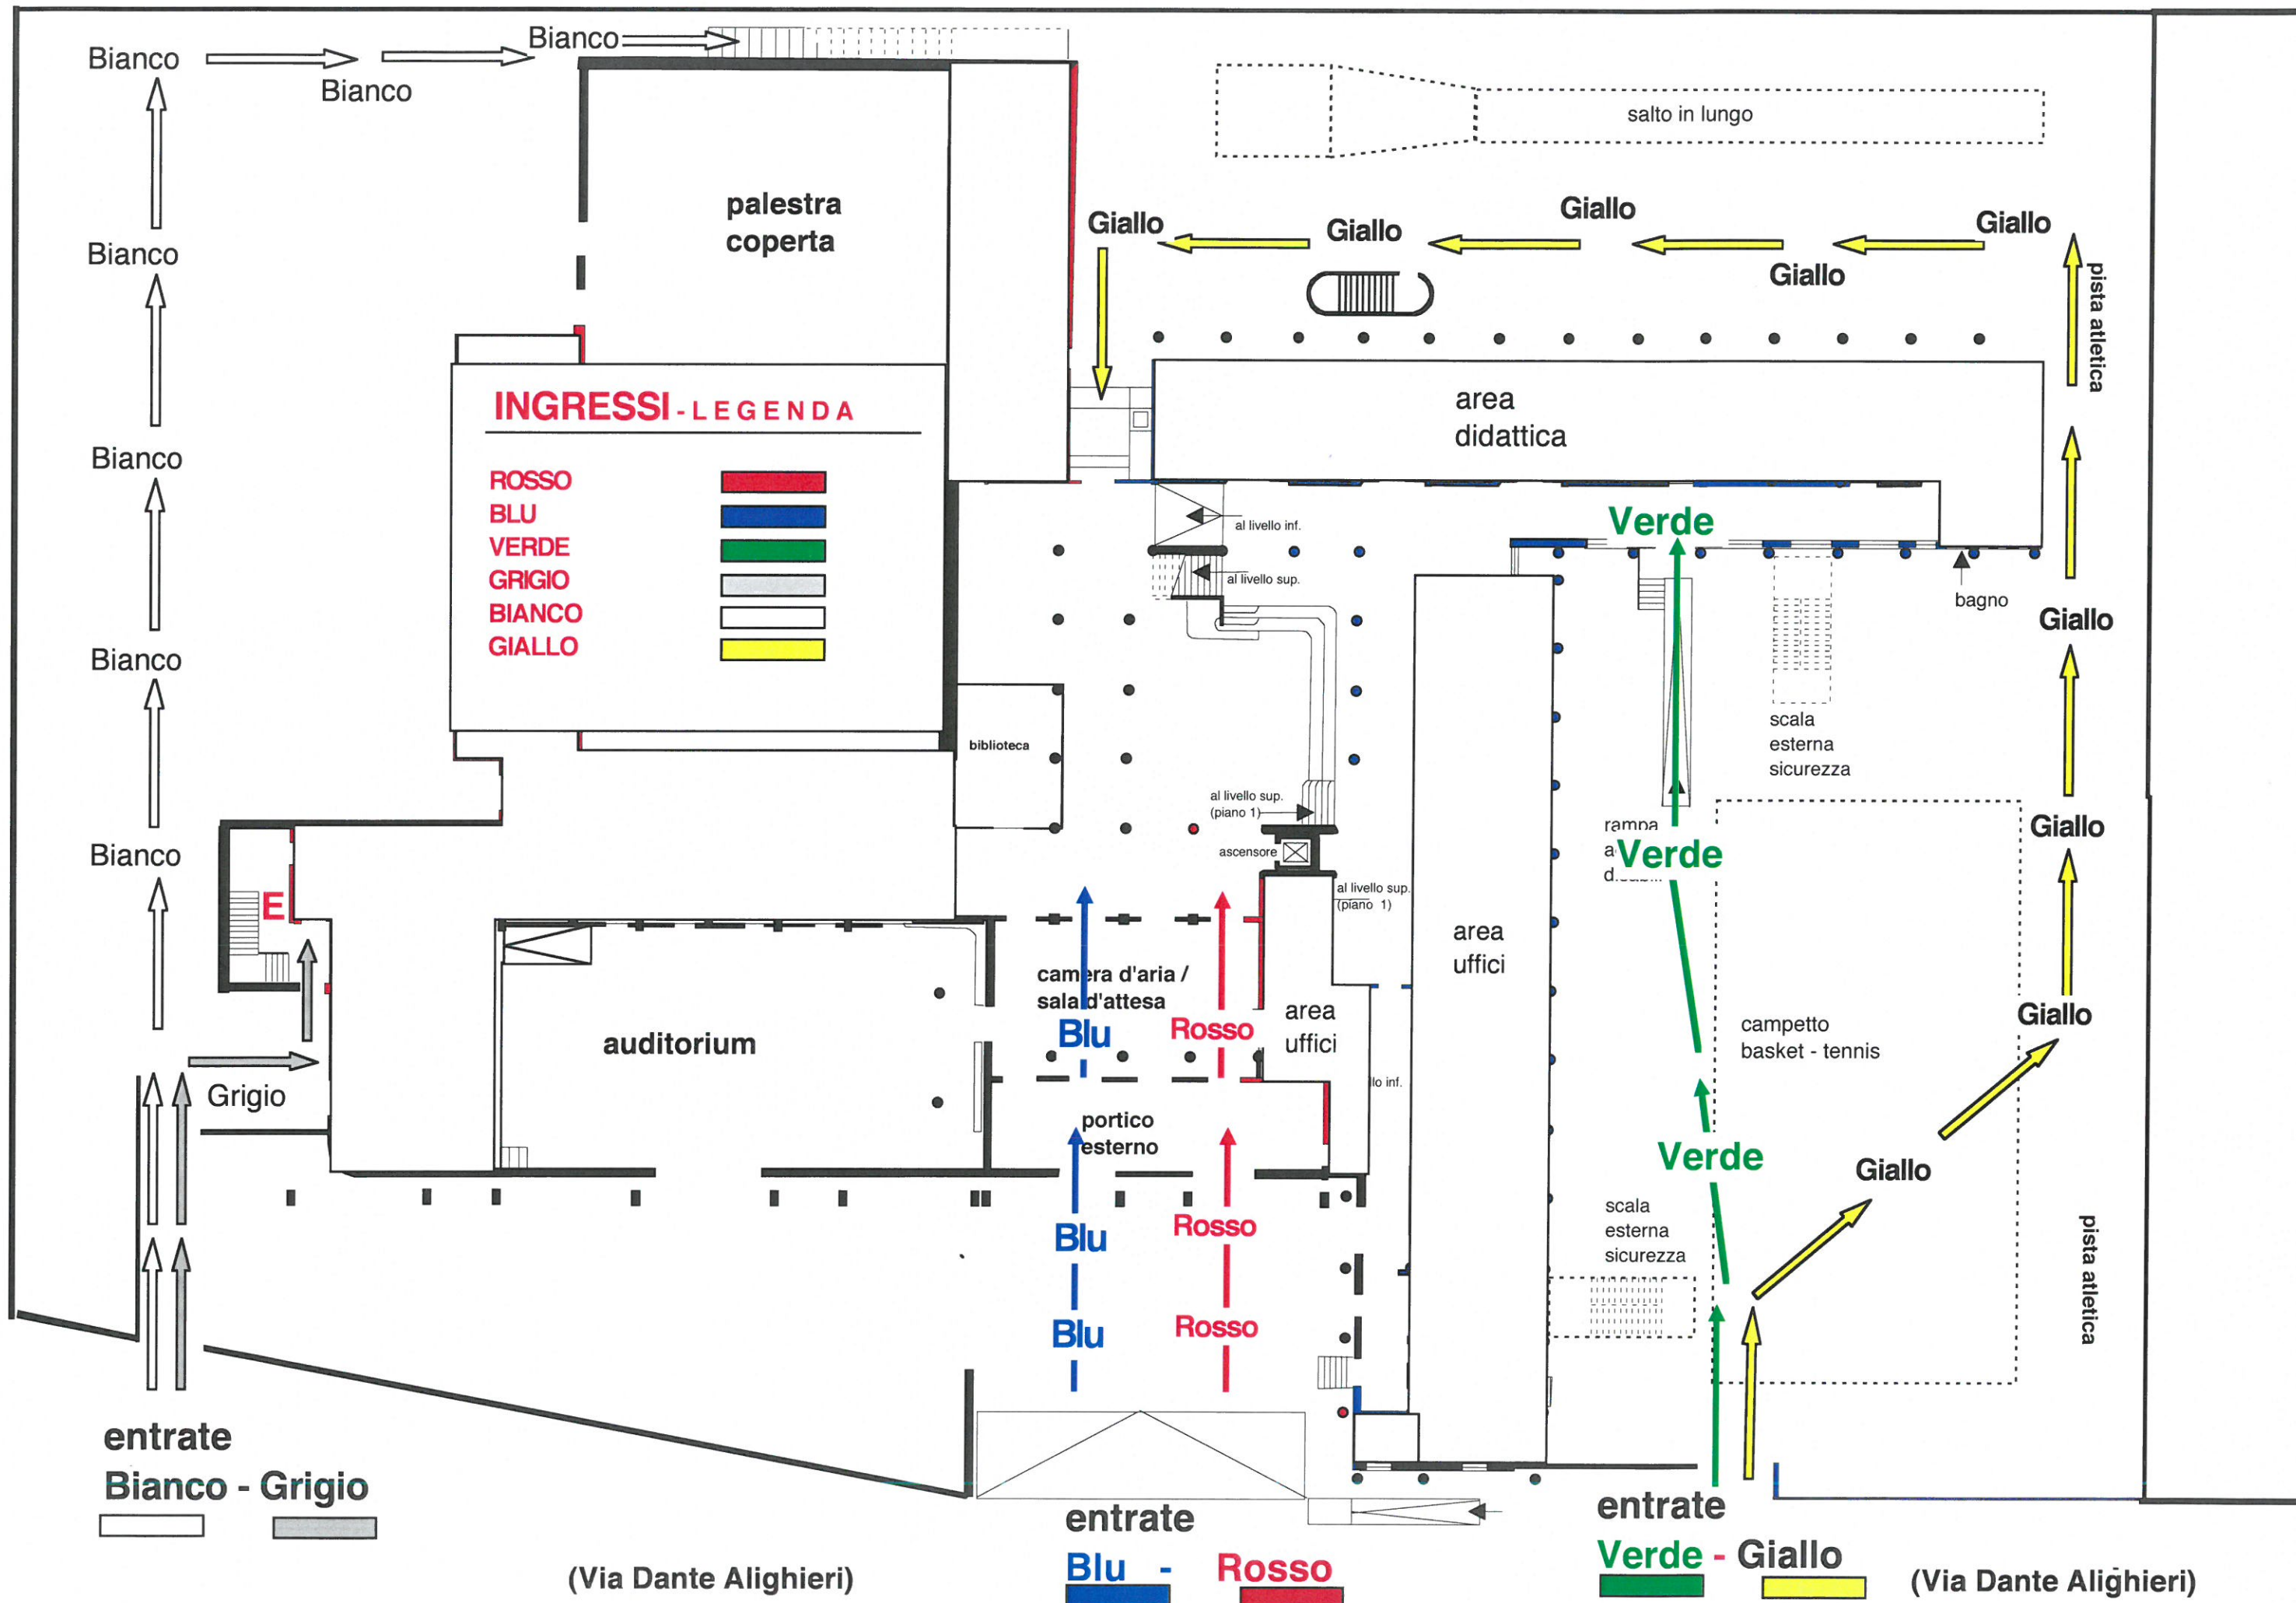 Bianco
Bianco
Bianco
salto in lungo
palestra
coperta
Giallo
Giallo
Giallo
Giallo
Giallo
pista atletica
Bianco
INGRESSI - LEGENDA
ROSSO
BLU
VERDE
GRIGIO
BIANCO
GIALLO
area
didattica
Bianco
Verde
al livello inf.
al livello sup.
bagno
Giallo
Bianco
biblioteca
scala
esterna
sicurezza
al livello sup.
(piano 1)
ascensore
rampa
Verde
Giallo
Bianco
E
al livello sup.
(piano 1)
area
uffici
camera d'aria /
sala d'attesa
Blu
Rosso
area
uffici
auditorium
campetto
basket - tennis
Giallo
Grigio
lo inf.
portico
esterno
Verde
Giallo
Blu
Rosso
scala
esterna
sicurezza
pista atletica
Blu
Rosso
entrate
Bianco - Grigio
(Via Dante Alighieri)
entrate
Blu - Rosso
entrate
Verde - Giallo
(Via Dante Alighieri)